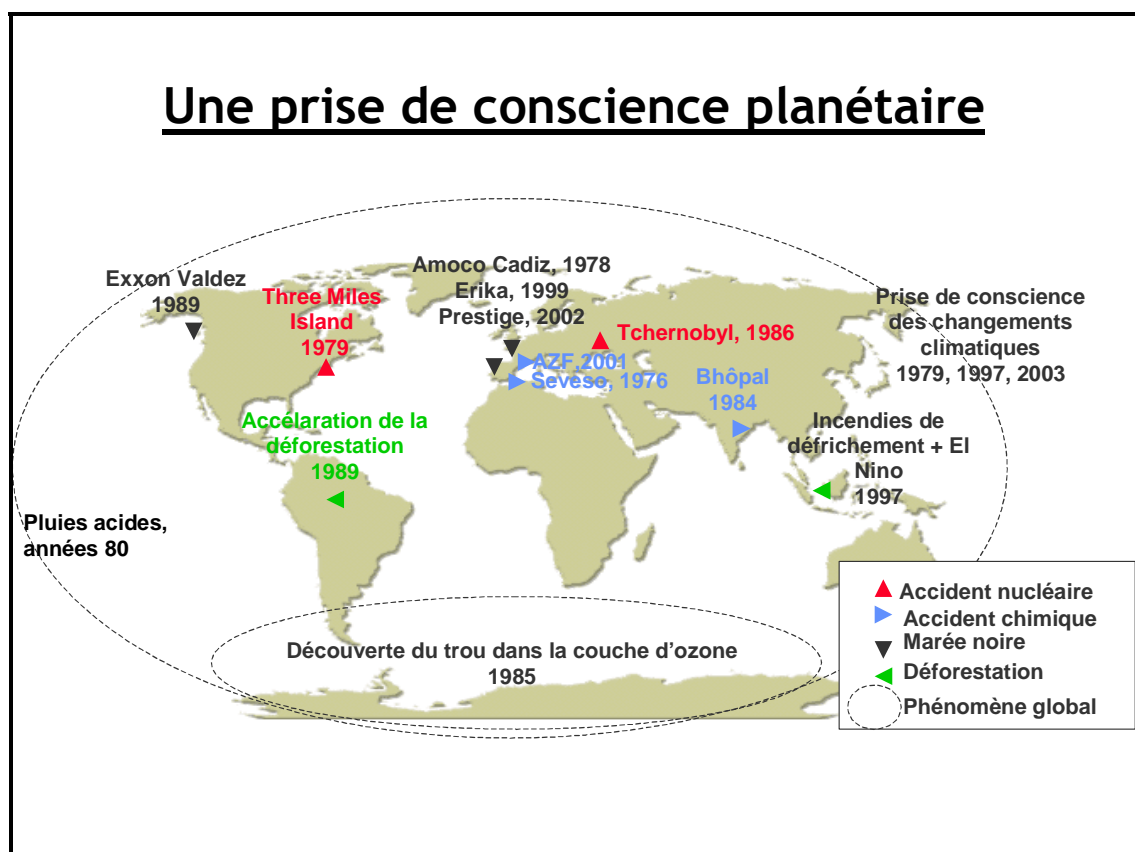 Une prise de conscience planétaire
Exxon Valdez
1989
Three Miles
Island
1979
Amoco Cadiz, 1978
Erika, 1999
Prestige, 2002
Tchernobyl, 1986
AZF,2001
Seveso, 1976
Bhôpal
1984
Prise de conscience
des changements
climatiques
1979, 1997, 2003
Accélaration de la
déforestation
1989
Incendies de
défrichement + El
Nino
1997
Pluies acides,
années 80
Découverte du trou dans la couche d’ozone
1985
Accident nucléaire
Accident chimique
Marée noire
Déforestation
Phénomène global